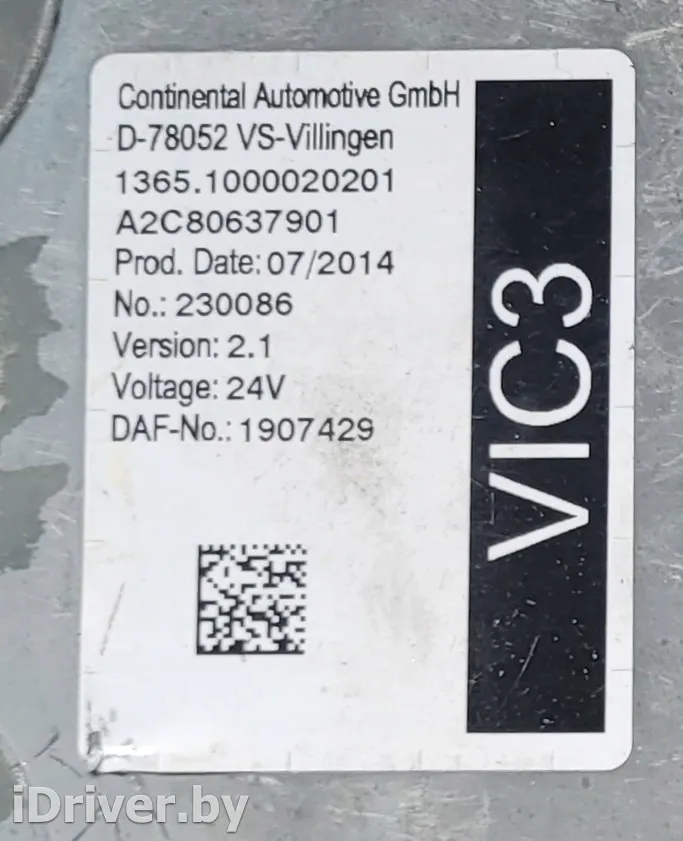 Continental Automotive GmbH
D-78052 VS-Villingen
1365.1000020201
A2C80637901
Prod. Date: 07/2014
No.: 230086
Version: 2.1
Voltage: 24V
DAF-No.: 1907429
VIC3
iDriver.by